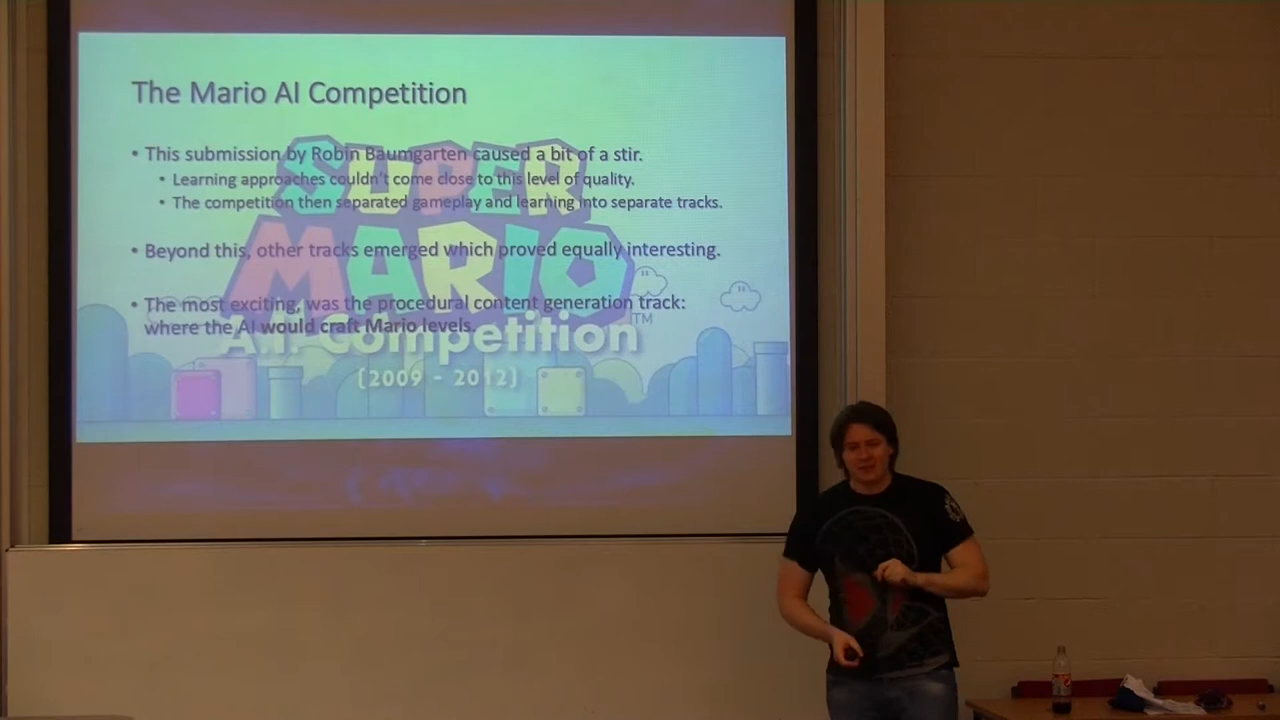 The Mario AI Competition
• This submission by Robin Baumgarten caused a bit of a stir.
• Learning approaches couldn't come close to this level of quality.
• The competition then separated gameplay and learning into separate tracks.
• Beyond this, other tracks emerged which proved equally interesting.
• The most exciting, was the procedural content generation track:
where the AI would craft Mario levels.
SUPER
MARIO
A.I. Competition™
(2009 - 2012)